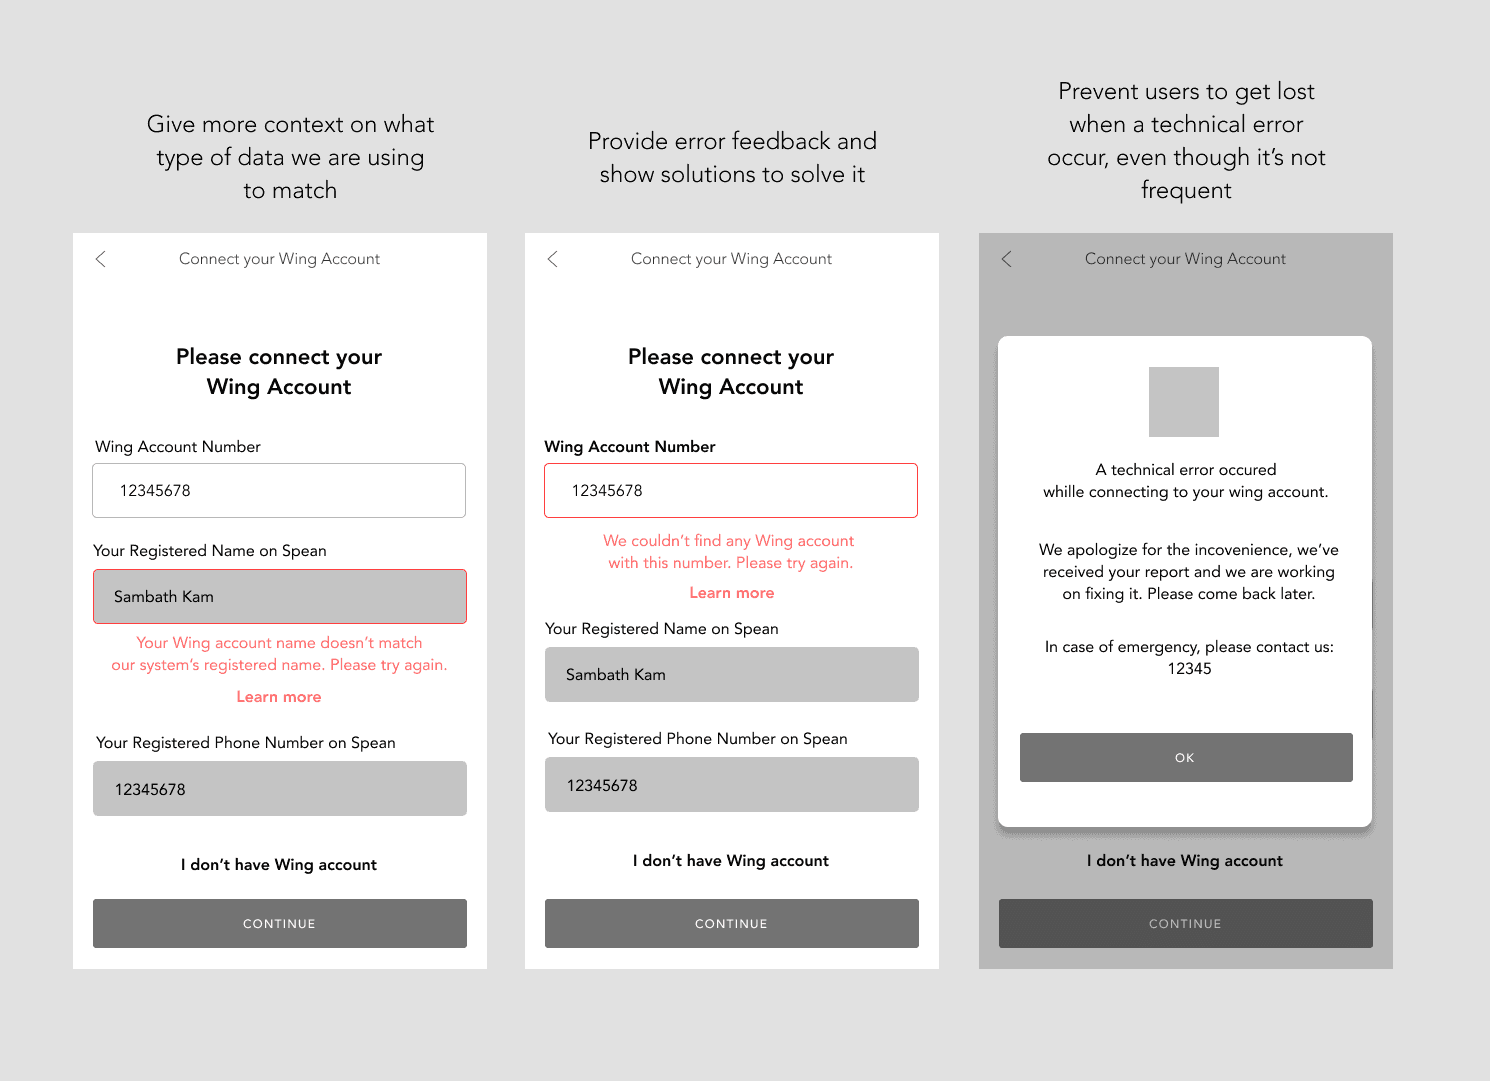 Give more context on what
type of data we are using
to match
Provide error feedback and
show solutions to solve it
Prevent users to get lost
when a technical error
occur, even though it's not
frequent
Connect your Wing Account
Please connect your
Wing Account
Wing Account Number
12345678
Your Registered Name on Spean
Sambath Kam
Your Wing account name doesn't match
our system's registered name. Please try again.
Learn more
Your Registered Phone Number on Spean
12345678
I don't have Wing account
CONTINUE
Connect your Wing Account
Please connect your
Wing Account
Wing Account Number
12345678
We couldn't find any Wing account
with this number. Please try again.
Learn more
Your Registered Name on Spean
Sambath Kam
Your Registered Phone Number on Spean
12345678
I don't have Wing account
CONTINUE
Connect your Wing Account
A technical error occured
whille connecting to your wing account.
We apologize for the incovenience, we've
received your report and we are working
on fixing it. Please come back later.
In case of emergency, please contact us:
12345
OK
I don't have Wing account
CONTINUE